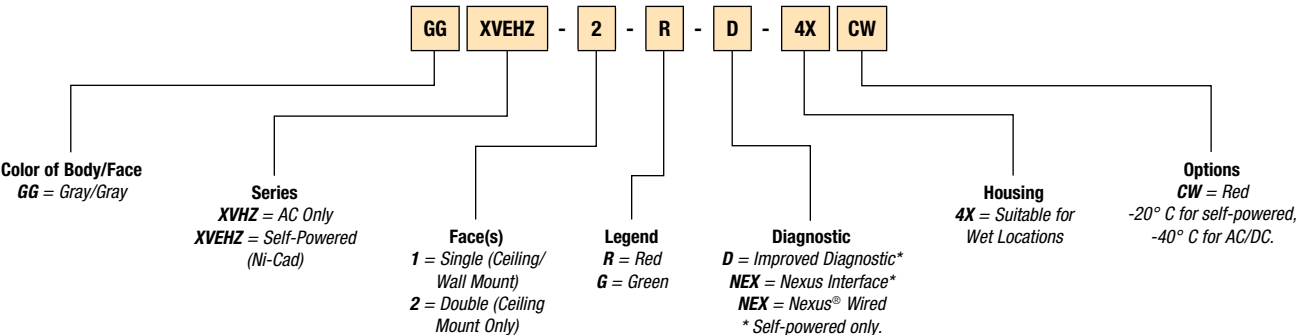 GG XVEHZ - 2 - R - D - 4X CW
Color of Body/Face
GG = Gray/Gray
Series
XVHZ = AC Only
XVEHZ = Self-Powered
(Ni-Cad)
Face(s)
1 = Single (Ceiling/
Wall Mount)
2 = Double (Ceiling
Mount Only)
Legend
R = Red
G = Green
Diagnostic
D = Improved Diagnostic*
NEX = Nexus Interface*
NEX = Nexus® Wired
* Self-powered only.
Housing
4X = Suitable for
Wet Locations
Options
CW = Red
-20° C for self-powered,
-40° C for AC/DC.